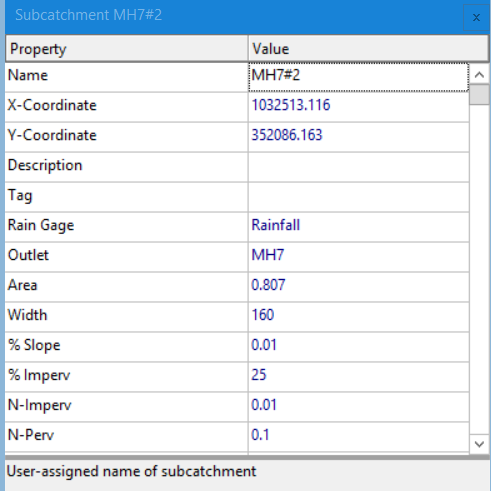 Subcatchment MH7#2
x
Property Value
Name MH7#2
X-Coordinate 1032513.116
Y-Coordinate 352086.163
Description
Tag
Rain Gage Rainfall
Outlet MH7
Area 0.807
Width 160
% Slope 0.01
% Imperv 25
N-Imperv 0.01
N-Perv 0.1
User-assigned name of subcatchment